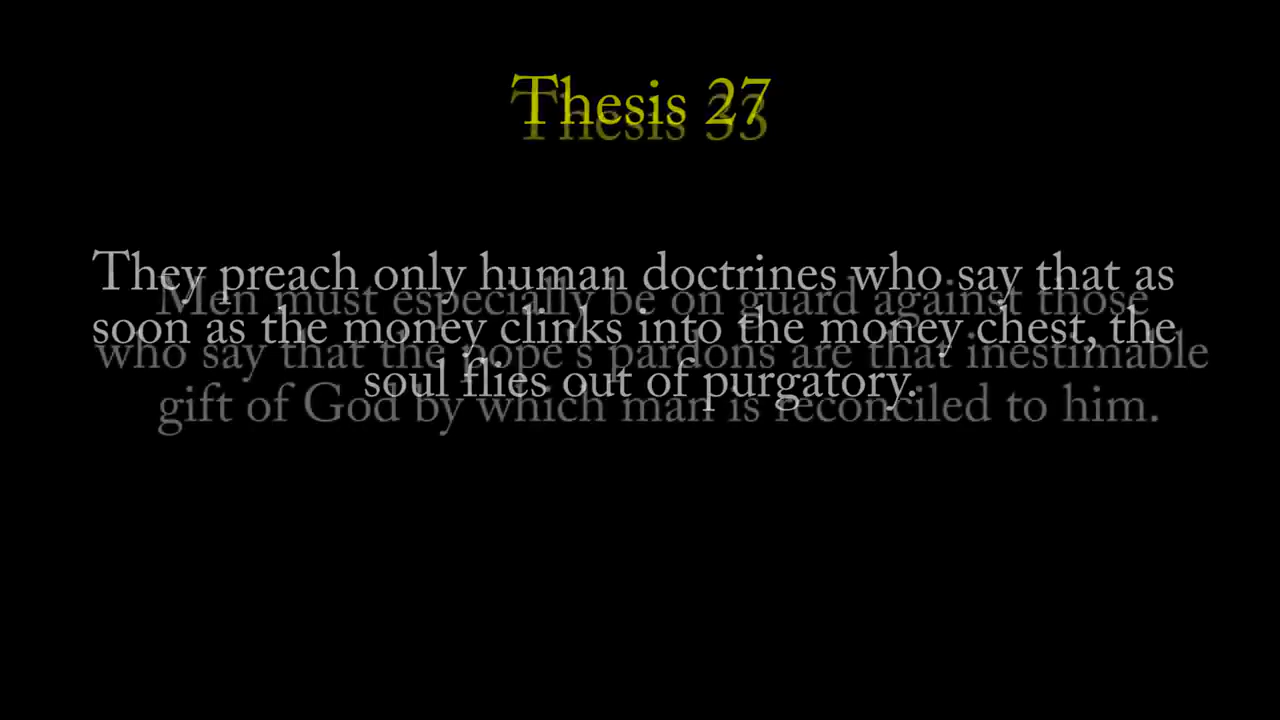 Thesis 27
They preach only human doctrines who say that as
soon as the money clinks into the money chest, the
soul flies out of purgatory.
Thesis 33
Men must especially be on guard against those
who say that the pope's pardons are that inestimable
gift of God by which man is reconciled to him.